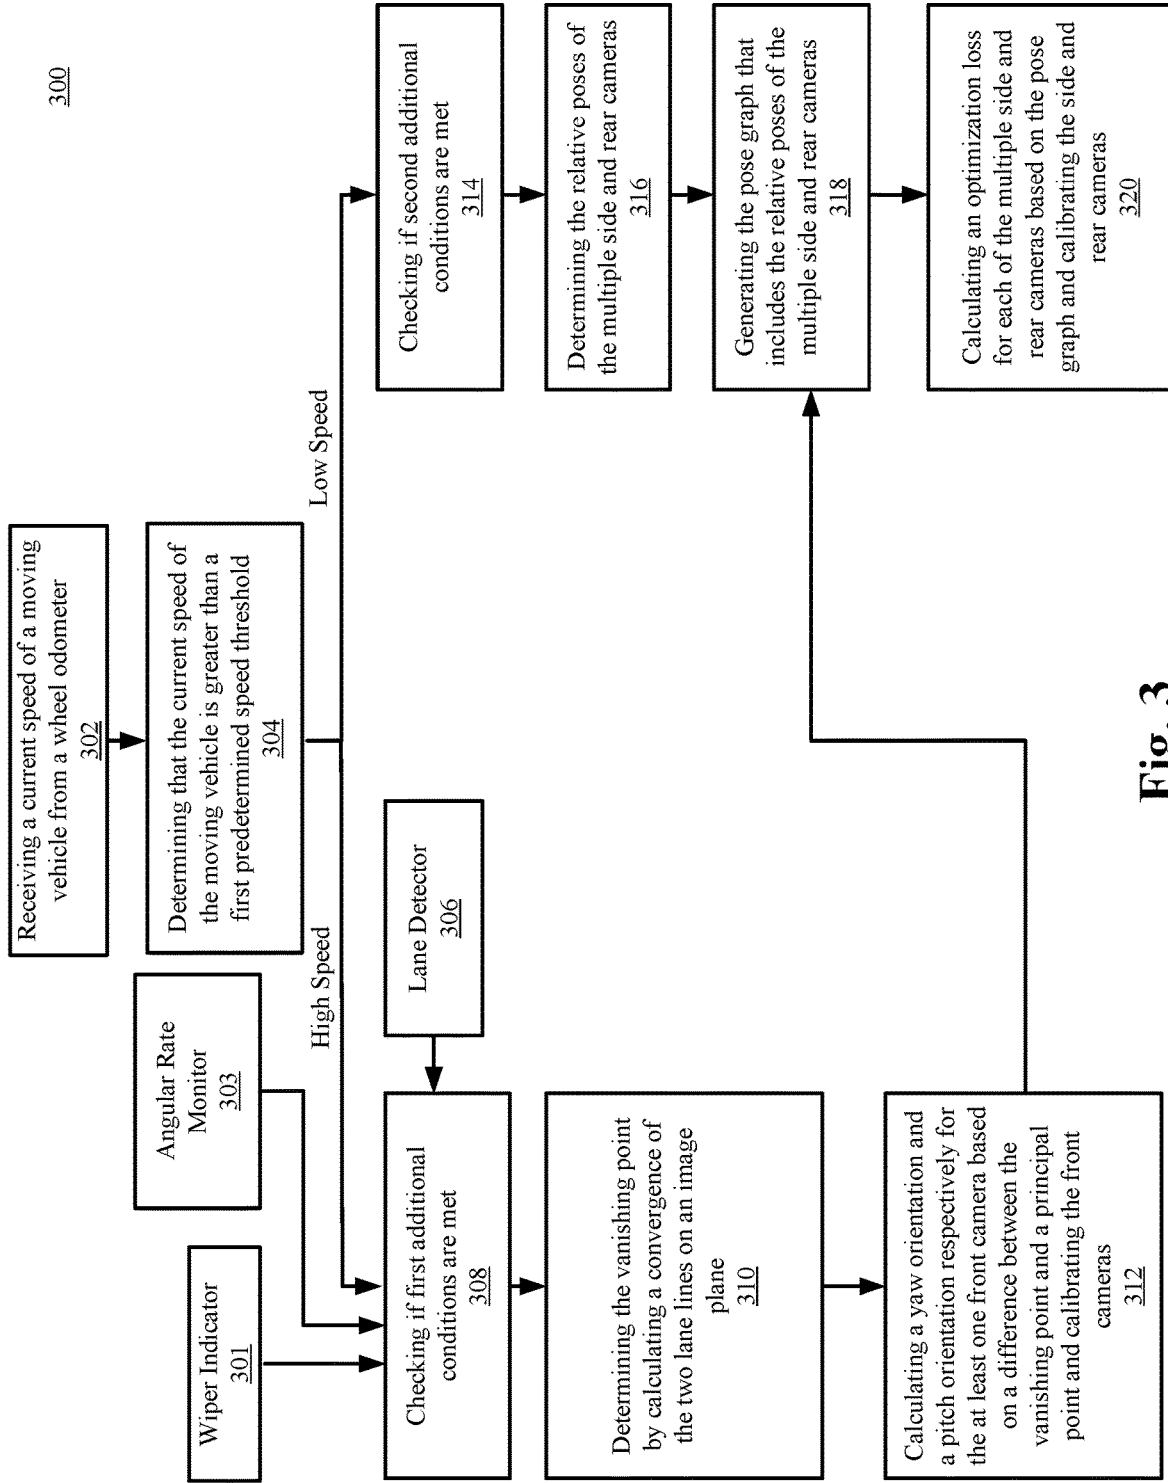 300
Receiving a current speed of a moving
vehicle from a wheel odometer
302
Determining that the current speed of
the moving vehicle is greater than a
first predetermined speed threshold
304
Wiper Indicator
301
Angular Rate
Monitor
303
High Speed
Low Speed
Lane Detector
306
Checking if first additional
conditions are met
308
Determining the vanishing point
by calculating a convergence of
the two lane lines on an image
plane
310
Calculating a yaw orientation and
a pitch orientation respectively for
the at least one front camera based
on a difference between the
vanishing point and a principal
point and calibrating the front
cameras
312
Checking if second additional
conditions are met
314
Determining the relative poses of
the multiple side and rear cameras
316
Generating the pose graph that
includes the relative poses of the
multiple side and rear cameras
318
Calculating an optimization loss
for each of the multiple side and
rear cameras based on the pose
graph and calibrating the side and
rear cameras
320
Fig. 3